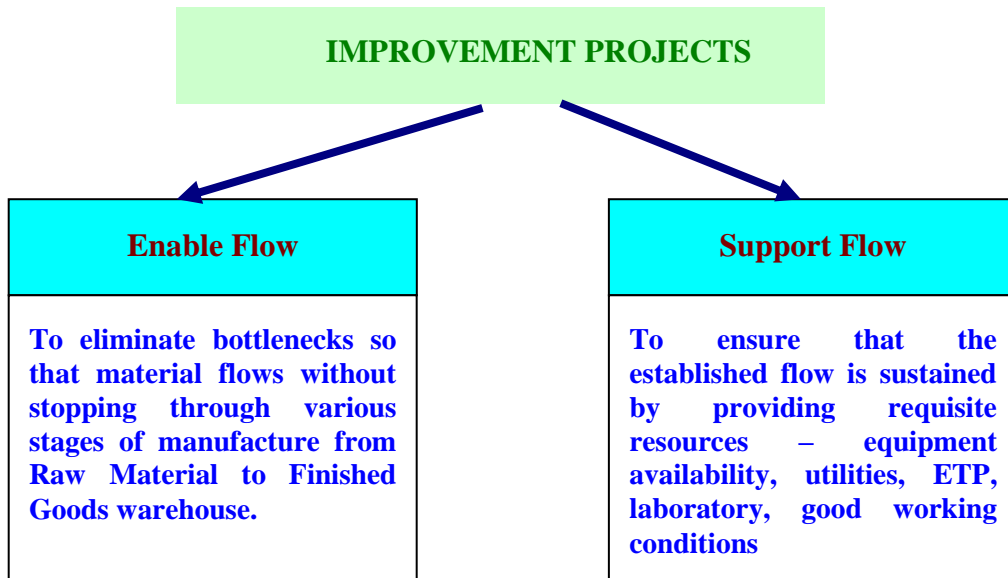 IMPROVEMENT PROJECTS
Enable Flow
To eliminate bottlenecks so
that material flows without
stopping through various
stages of manufacture from
Raw Material to Finished
Goods warehouse.
Support Flow
To ensure that the
established flow is sustained
by providing requisite
resources – equipment
availability, utilities, ETP,
laboratory, good working
conditions